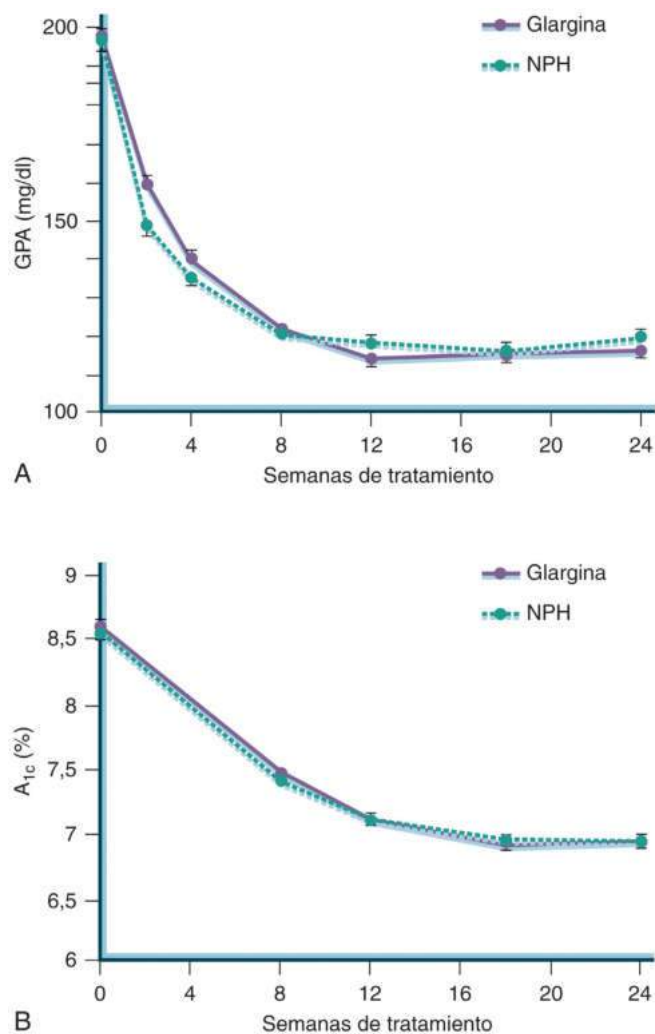 200
150
100
GPA (mg/dl)
Glargina
NPH
0 4 8 12 16 20 24
Semanas de tratamiento
A
9
8,5
8
7,5
7
6,5
6
A1c (%)
Glargina
NPH
0 4 8 12 16 20 24
Semanas de tratamiento
B